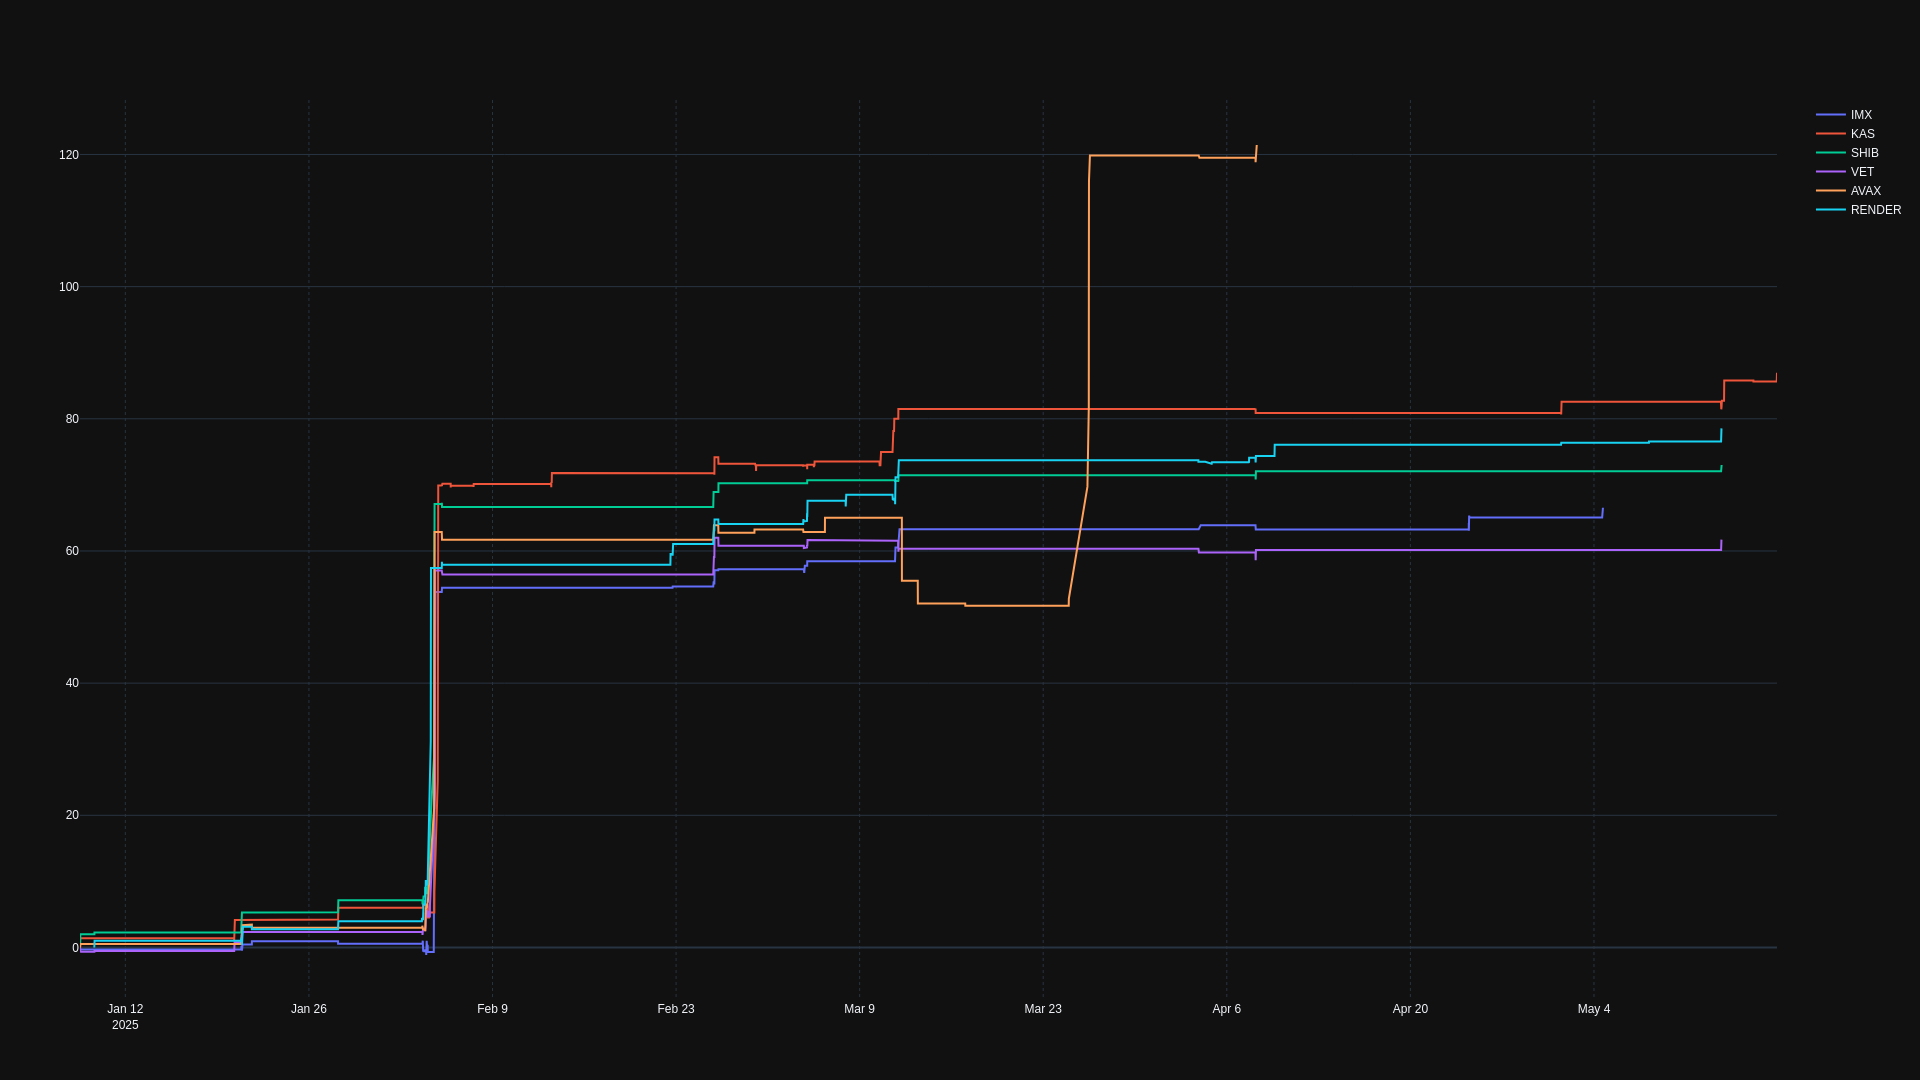 120
100
80
60
40
20
0
Jan 12
2025
Jan 26
Feb 9
Feb 23
Mar 9
Mar 23
Apr 6
Apr 20
May 4
IMX
KAS
SHIB
VET
AVAX
RENDER